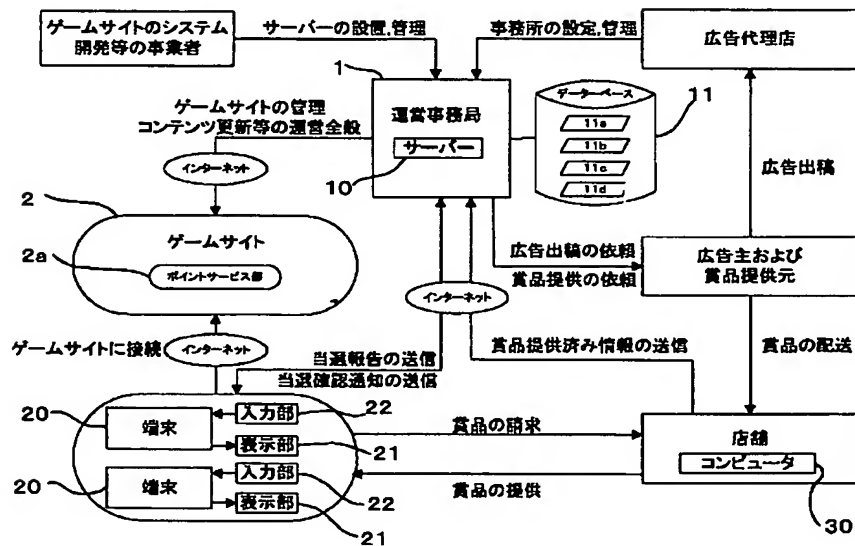 ゲームサイトのシステム
開発等の事業者
サーバーの設置,管理
事務所の設定,管理
広告代理店
1
運営事務局
サーバー
10
データーベース
11a
11b
11c
11d
11
ゲームサイトの管理
コンテンツ更新等の運営全般
インターネット
広告出稿
2
ゲームサイト
2a
ポイントサービス部
広告出稿の依頼
賞品提供の依頼
広告主および
賞品提供元
インターネット
ゲームサイトに接続
インターネット
当選報告の送信
当選確認通知の送信
賞品提供済み情報の送信
賞品の配送
20
端末
入力部
22
表示部
21
賞品の請求
店舗
コンピュータ
30
20
端末
入力部
22
表示部
21
賞品の提供